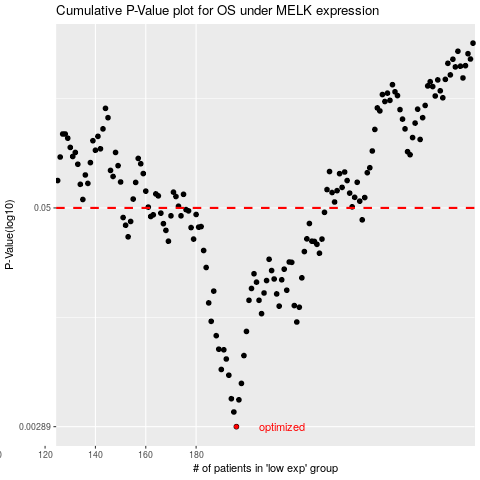 Cumulative P-Value plot for OS under MELK expression
P-Value(log10)
0.05
0.00289
optimized
0 120 140 160 180
# of patients in 'low exp' group